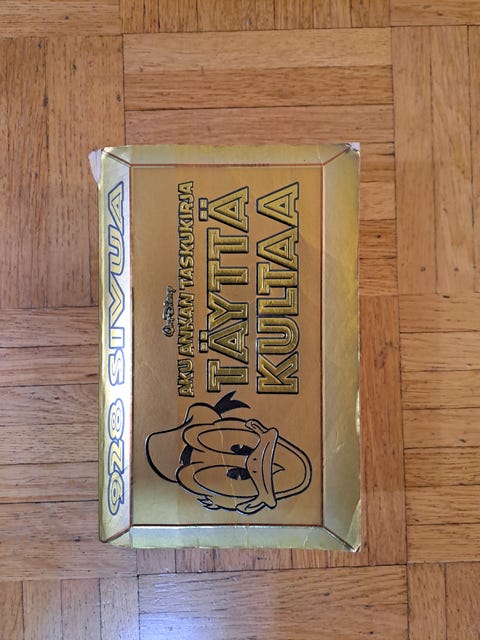 928 SIVUA
Walt Disney
AKU ANKAN TASKUKIRJA
TÄYTTÄ
KULTAA